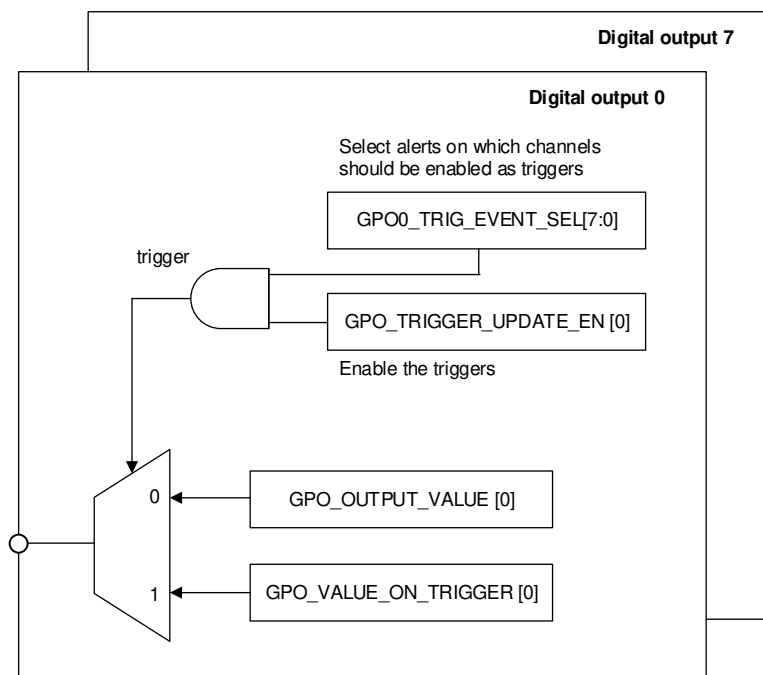 Digital output 7
Digital output 0
Select alerts on which channels
should be enabled as triggers
GPO0_TRIG_EVENT_SEL[7:0]
trigger
GPO_TRIGGER_UPDATE_EN [0]
Enable the triggers
0
GPO_OUTPUT_VALUE [0]
1
GPO_VALUE_ON_TRIGGER [0]